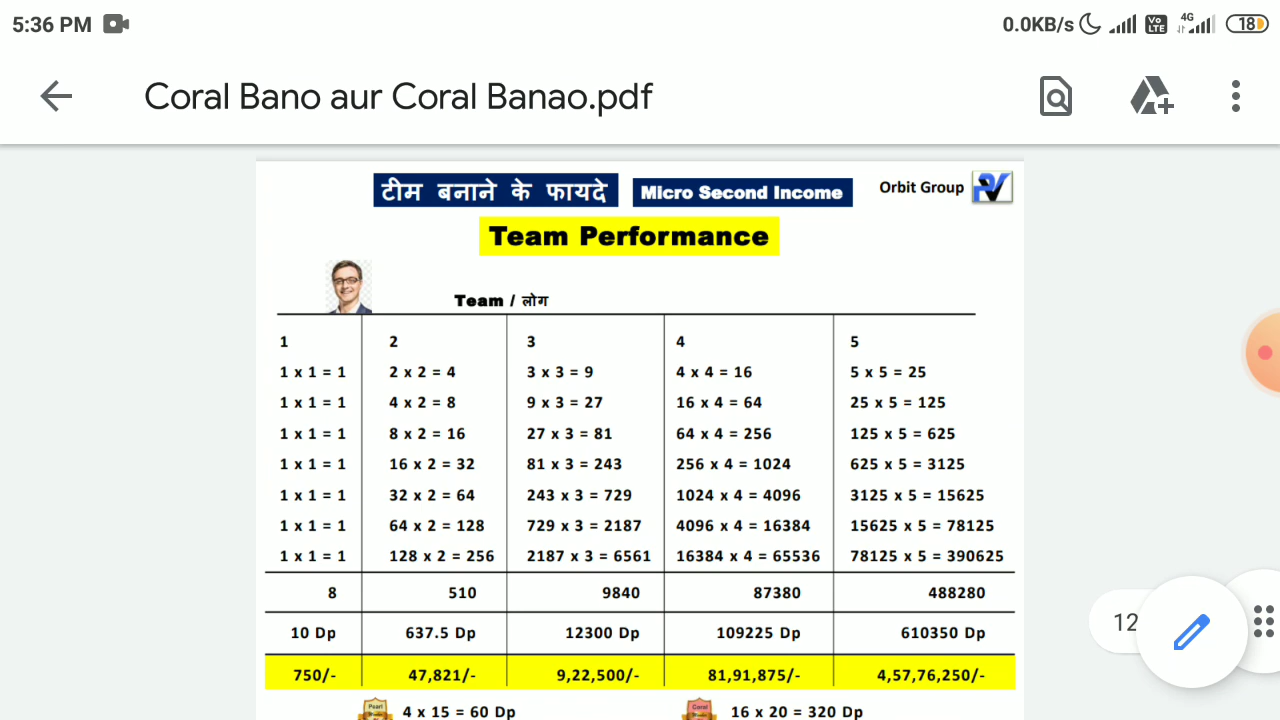 5:36 PM
0.0KB/s
Vo LTE
4G
18
Coral Bano aur Coral Banao.pdf
टीम बनाने के फायदे Micro Second Income Orbit Group PV
Team Performance
Team / लोग
1 2 3 4 5
1 x 1 = 1 2 x 2 = 4 3 x 3 = 9 4 x 4 = 16 5 x 5 = 25
1 x 1 = 1 4 x 2 = 8 9 x 3 = 27 16 x 4 = 64 25 x 5 = 125
1 x 1 = 1 8 x 2 = 16 27 x 3 = 81 64 x 4 = 256 125 x 5 = 625
1 x 1 = 1 16 x 2 = 32 81 x 3 = 243 256 x 4 = 1024 625 x 5 = 3125
1 x 1 = 1 32 x 2 = 64 243 x 3 = 729 1024 x 4 = 4096 3125 x 5 = 15625
1 x 1 = 1 64 x 2 = 128 729 x 3 = 2187 4096 x 4 = 16384 15625 x 5 = 78125
1 x 1 = 1 128 x 2 = 256 2187 x 3 = 6561 16384 x 4 = 65536 78125 x 5 = 390625
8 510 9840 87380 488280
10 Dp 637.5 Dp 12300 Dp 109225 Dp 610350 Dp
12
750/- 47,821/- 9,22,500/- 81,91,875/- 4,57,76,250/-
Pearl 4 x 15 = 60 Dp Coral 16 x 20 = 320 Dp